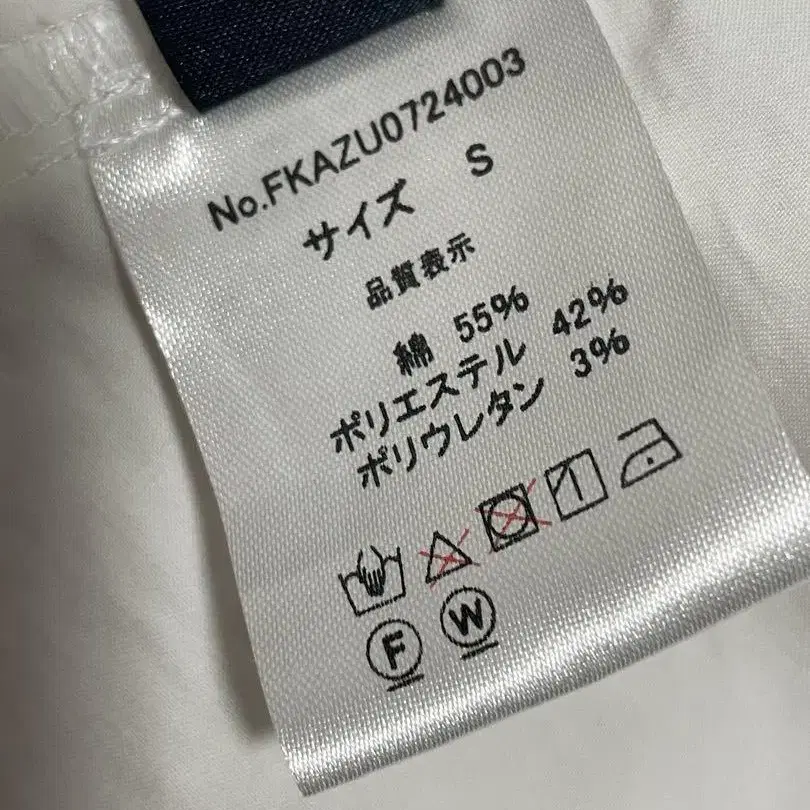 No.FKAZU0724003
サイズ S
品質表示
綿 55%
ポリエステル 42%
ポリウレタン 3%
F W